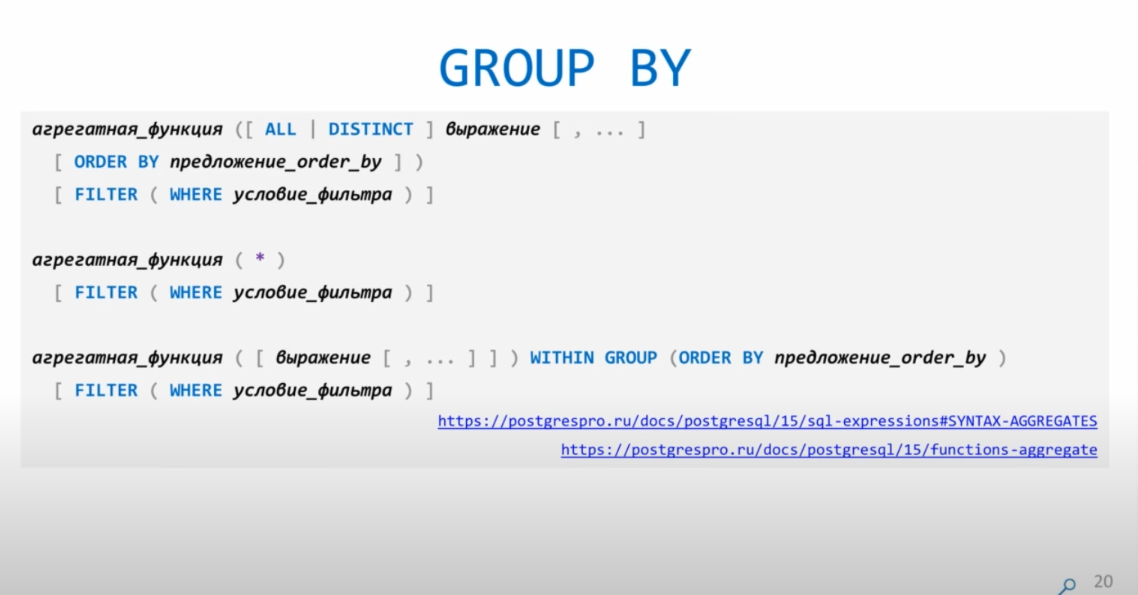 GROUP BY
агрегатная_функция ([ ALL | DISTINCT ] выражение [ , ... ]
[ ORDER BY предложение_order_by ] )
[ FILTER ( WHERE условие_фильтра ) ]
агрегатная_функция ( * )
[ FILTER ( WHERE условие_фильтра ) ]
агрегатная_функция ( [ выражение [ , ... ] ] ) WITHIN GROUP (ORDER BY предложение_order_by )
[ FILTER ( WHERE условие_фильтра ) ]
https://postgrespro.ru/docs/postgresql/15/sql-expressions#SYNTAX-AGGREGATES
https://postgrespro.ru/docs/postgresql/15/functions-aggregate
20